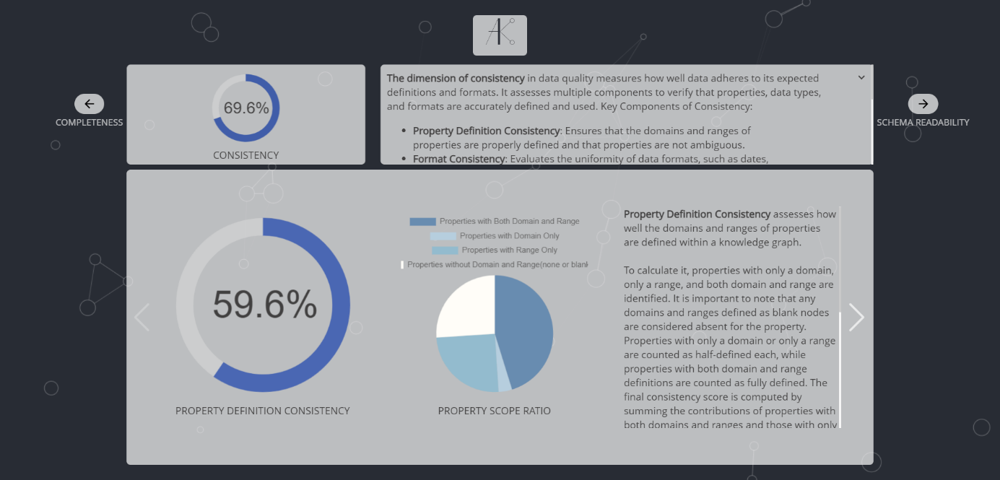 AK
69.6%
CONSISTENCY
The dimension of consistency in data quality measures how well data adheres to its expected
definitions and formats. It assesses multiple components to verify that properties, data types,
and formats are accurately defined and used. Key Components of Consistency:
• Property Definition Consistency: Ensures that the domains and ranges of
properties are properly defined and that properties are not ambiguous.
• Format Consistency: Evaluates the uniformity of data formats, such as dates,
COMPLETENESS
SCHEMA READABILITY
59.6%
PROPERTY DEFINITION CONSISTENCY
Properties with Both Domain and Range
Properties with Domain Only
Properties with Range Only
Properties without Domain and Range(none or blank
PROPERTY SCOPE RATIO
Property Definition Consistency assesses how
well the domains and ranges of properties
are defined within a knowledge graph.
To calculate it, properties with only a domain,
only a range, and both domain and range are
identified. It is important to note that any
domains and ranges defined as blank nodes
are considered absent for the property.
Properties with only a domain or only a range
are counted as half-defined each, while
properties with both domain and range
definitions are counted as fully defined. The
final consistency score is computed by
summing the contributions of properties with
both domains and ranges and those with only